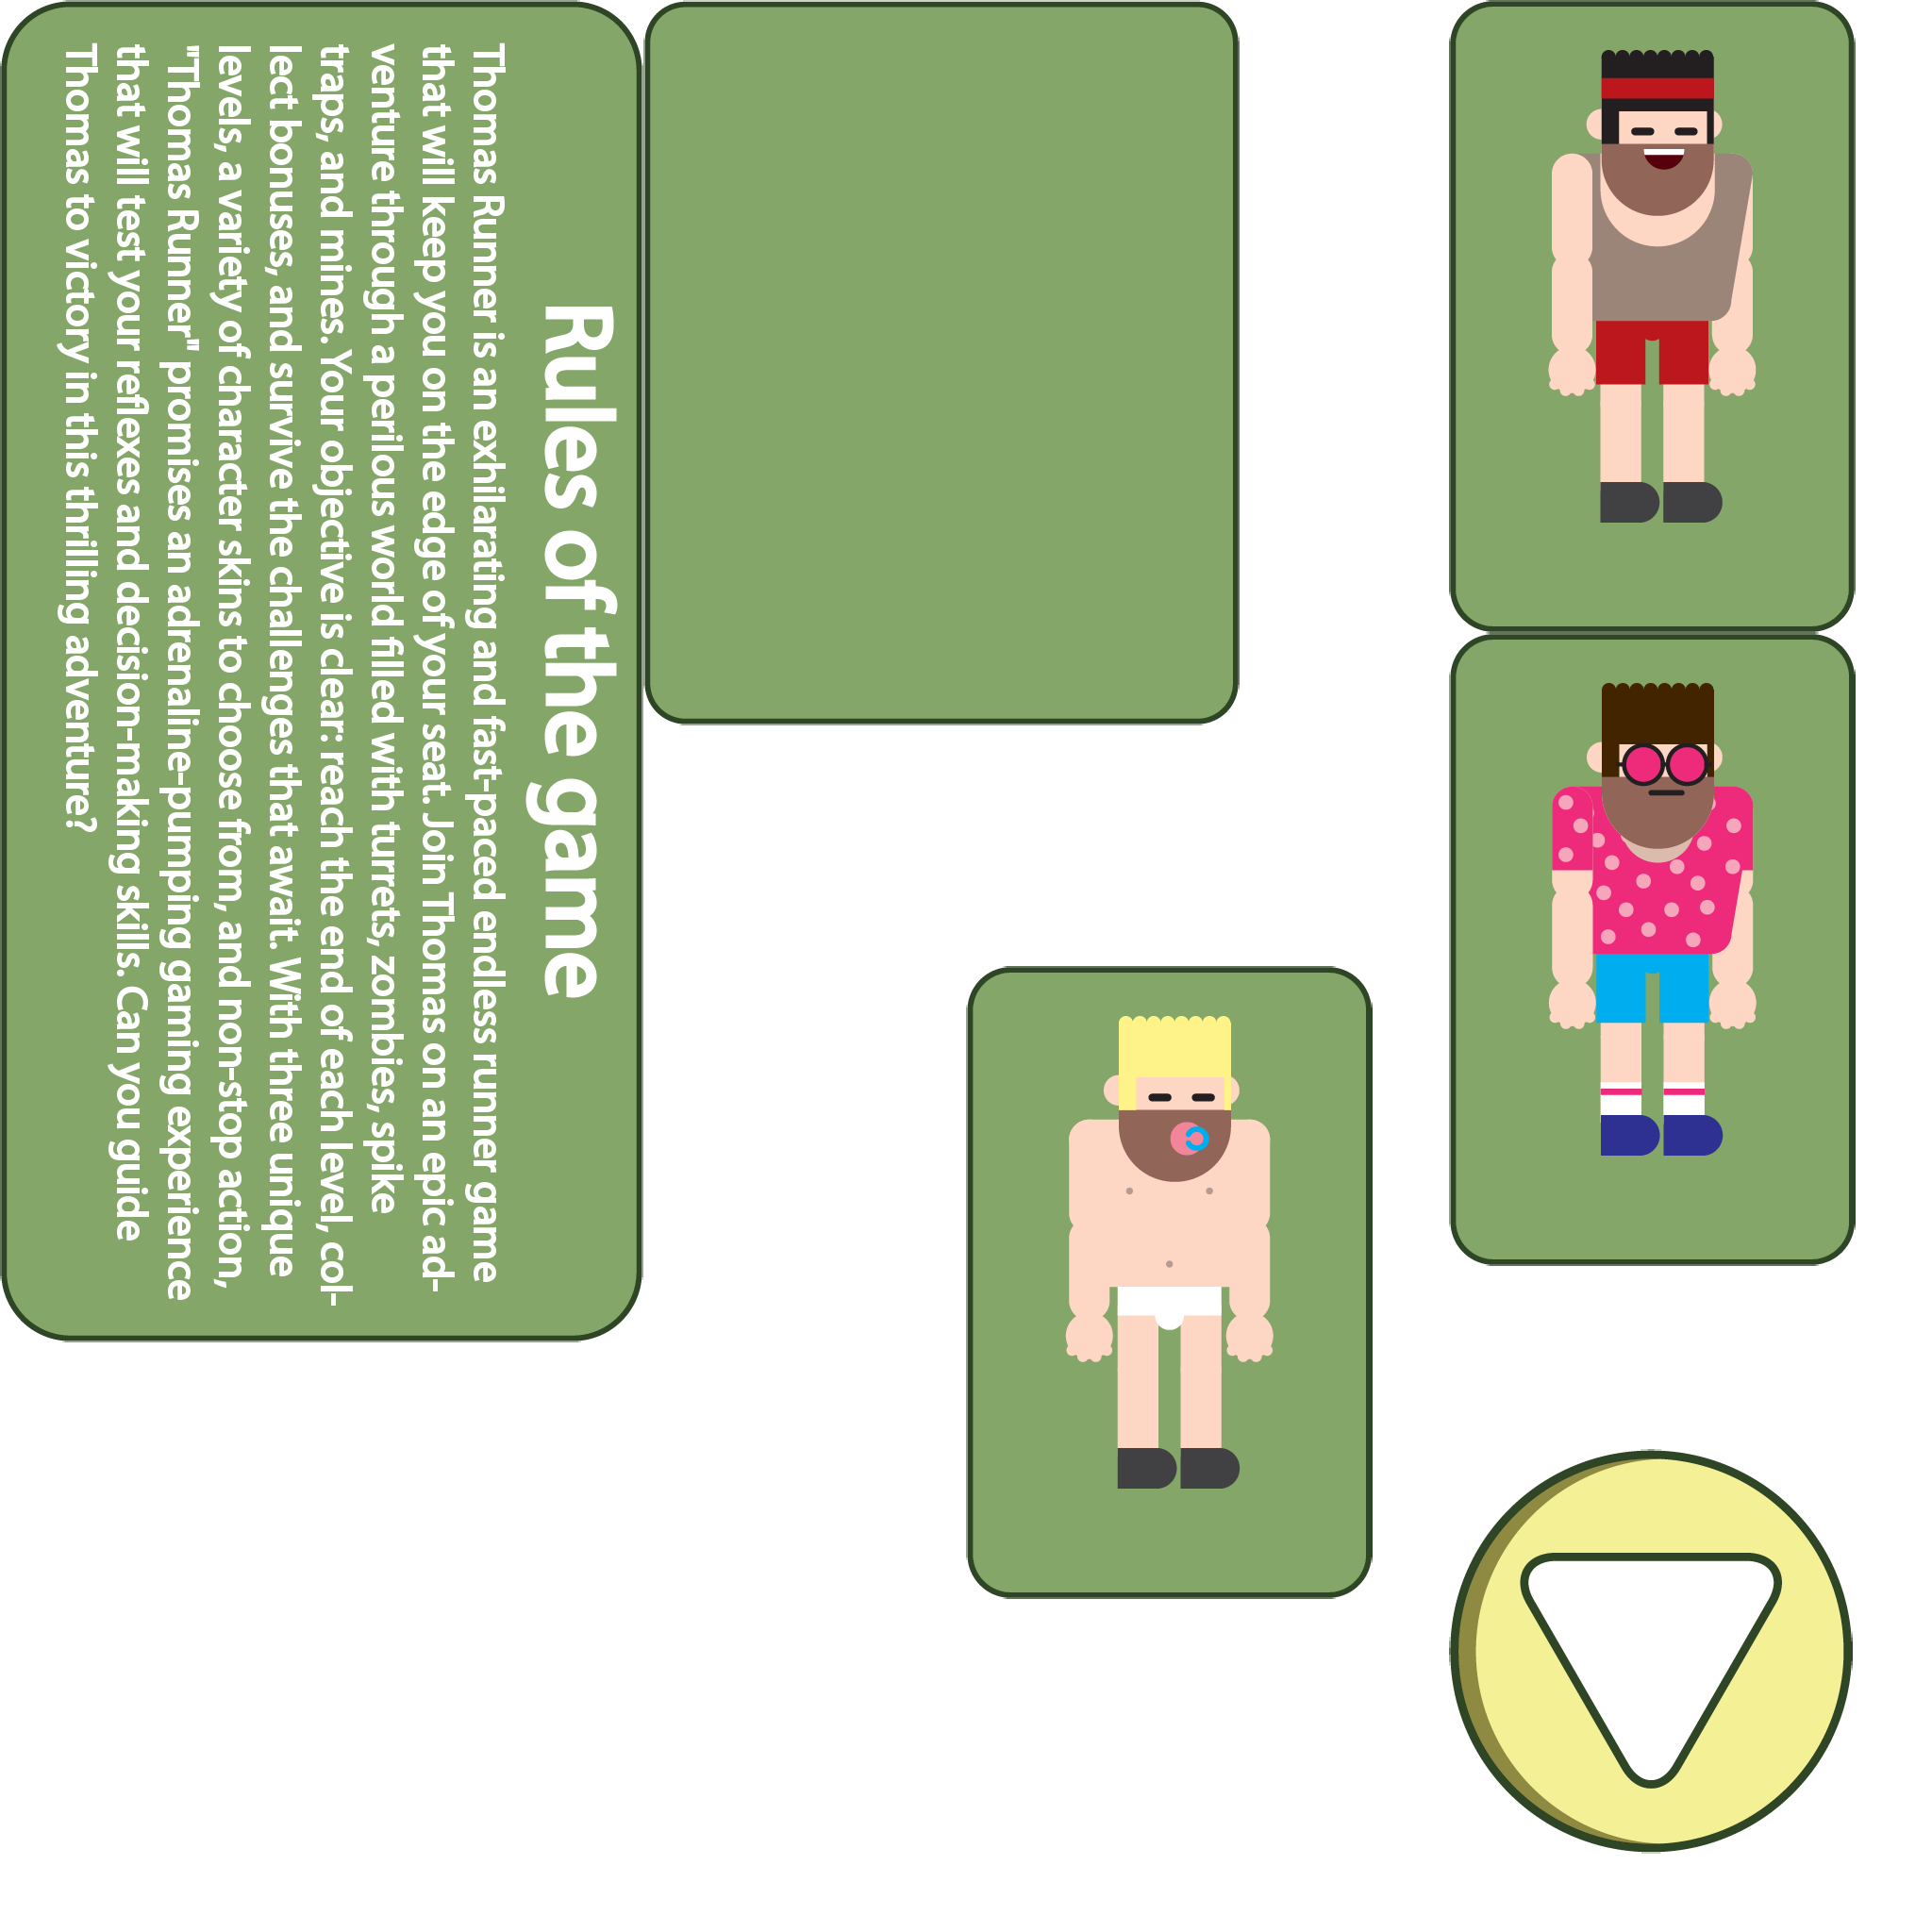 Rules of the game
Thomas Runner is an exhilarating and fast-paced endless runner game
that will keep you on the edge of your seat. Join Thomas on an epic ad-
venture through a perilous world filled with turrets, zombies, spike
traps, and mines. Your objective is clear: reach the end of each level, col-
lect bonuses, and survive the challenges that await. With three unique
levels, a variety of character skins to choose from, and non-stop action,
"Thomas Runner" promises an adrenaline-pumping gaming experience
that will test your reflexes and decision-making skills. Can you guide
Thomas to victory in this thrilling adventure?